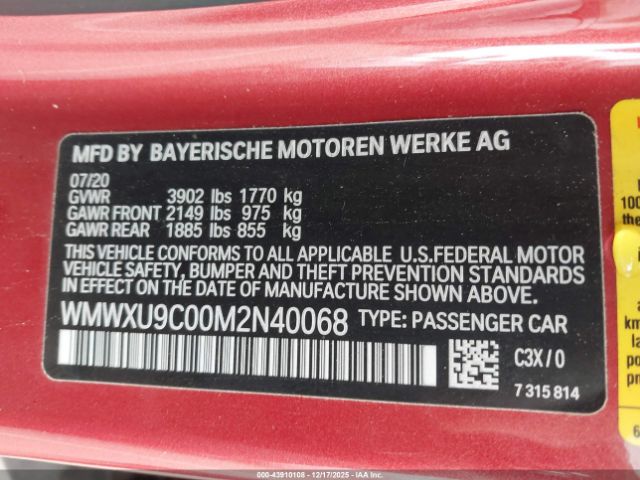 MFD BY BAYERISCHE MOTOREN WERKE AG
07/20
GVWR 3902 lbs 1770 kg
GAWR FRONT 2149 lbs 975 kg
GAWR REAR 1885 lbs 855 kg
THIS VEHICLE CONFORMS TO ALL APPLICABLE U.S.FEDERAL MOTOR
VEHICLE SAFETY, BUMPER AND THEFT PREVENTION STANDARDS
IN EFFECT ON THE DATE OF MANUFACTURE SHOWN ABOVE.
WMWXU9C00M2N40068 TYPE: PASSENGER CAR
C3X / 0
7 315 814
000-43910108 - 12/17/2025 - COPYRIGHT IAA, LLC.